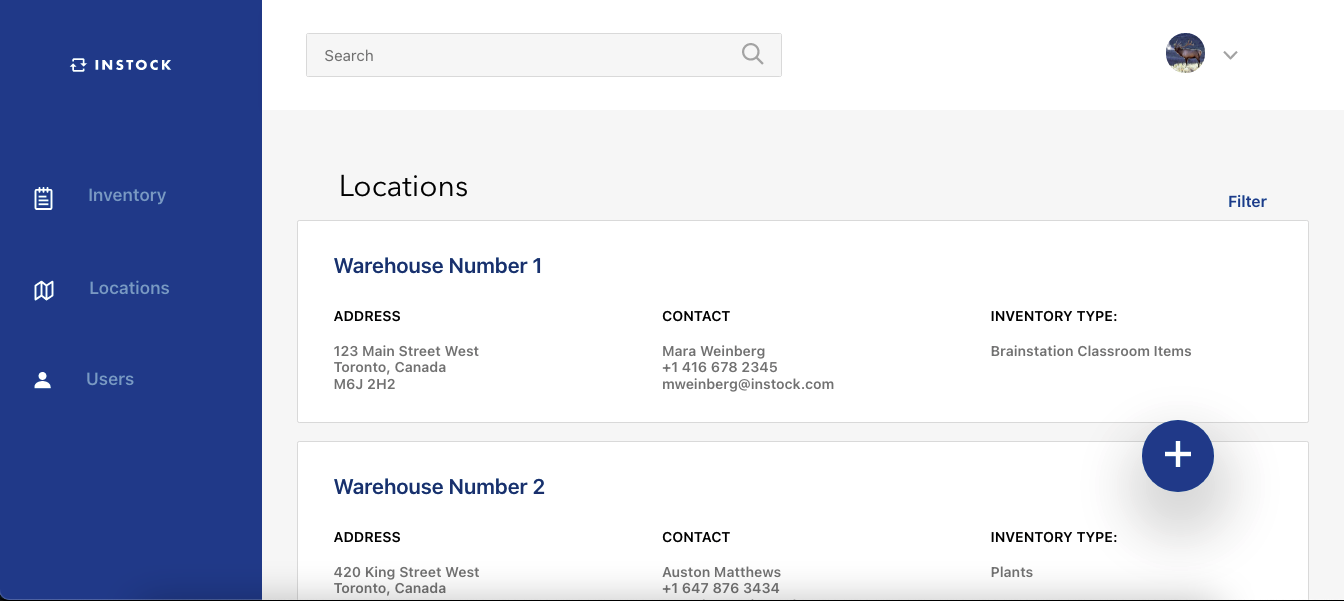 INSTOCK
Search
Inventory
Locations
Users
Locations
Filter
Warehouse Number 1
ADDRESS
CONTACT
INVENTORY TYPE:
123 Main Street West
Toronto, Canada
M6J 2H2
Mara Weinberg
+1 416 678 2345
mweinberg@instock.com
Brainstation Classroom Items
+
Warehouse Number 2
ADDRESS
CONTACT
INVENTORY TYPE:
420 King Street West
Toronto, Canada
Auston Matthews
+1 647 876 3434
Plants